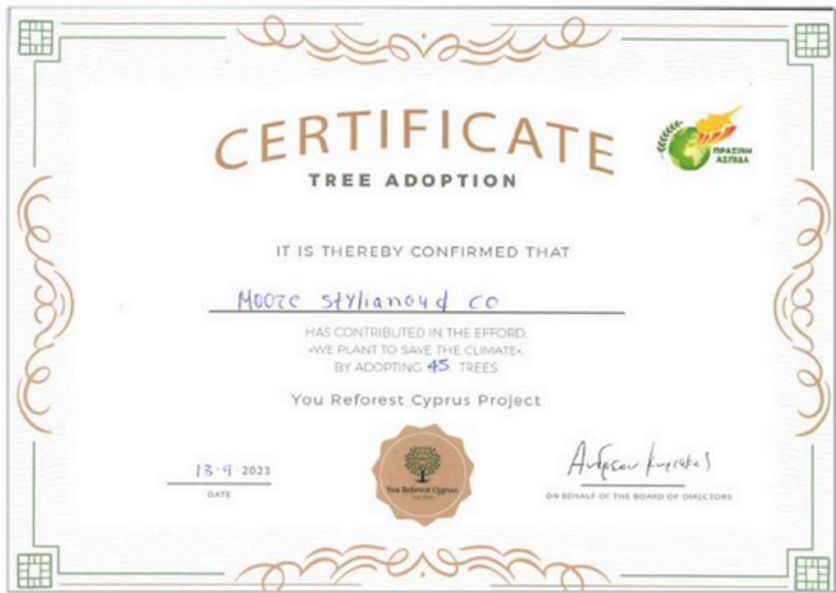 CERTIFICATE
TREE ADOPTION
ΠΡΑΣΙΝΗ
ΑΣΠΙΔΑ
IT IS THEREBY CONFIRMED THAT
Moore Stylianou & co
HAS CONTRIBUTED IN THE EFFORD:
«WE PLANT TO SAVE THE CLIMATE»,
BY ADOPTING 45 TREES
You Reforest Cyprus Project
13·9·2023
DATE
You Reforest Cyprus
ON BEHALF OF THE BOARD OF DIRECTORS